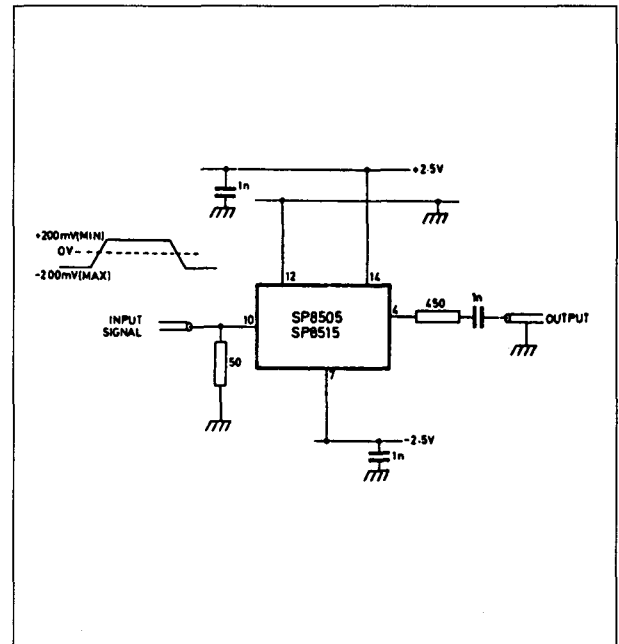 +2.5V
1n
+200mV(MIN)
0V
-200mV(MAX)
12
14
INPUT
SIGNAL
10
SP8505
SP8515
4
450
1n
OUTPUT
50
7
-2.5V
1n